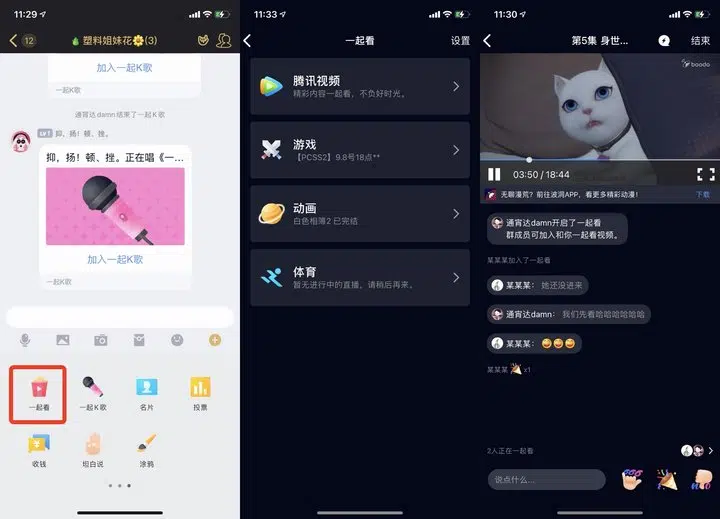 11:29
12
塑料姐妹花(3)
加入一起K歌
一起K歌
通宵达damn结束了一起K歌
LV1 抑、扬！顿、挫。
抑，扬！顿、挫。正在唱《一...
加入一起K歌
一起K歌
一起看
一起K歌
名片
投票
收钱
坦白说
涂鸦
11:33
一起看
设置
腾讯视频
精彩内容一起看，不负好时光。
游戏
【PCSS2】9.8号18点**
动画
白色相簿2 已完结
体育
暂无进行中的直播，请稍后再来。
11:30
第5集 身世...
结束
boodo
03:50 / 18:44
无聊漫荒？前往波洞APP，看更多精彩动漫！
下载
通宵达damn开启了一起看
群成员可加入和你一起看视频。
某某某加入了一起看
某某某： 她还没进来
通宵达damn： 我们先看哈哈哈哈哈哈
某某某：
某某某 x1
2人正在一起看
说点什么...